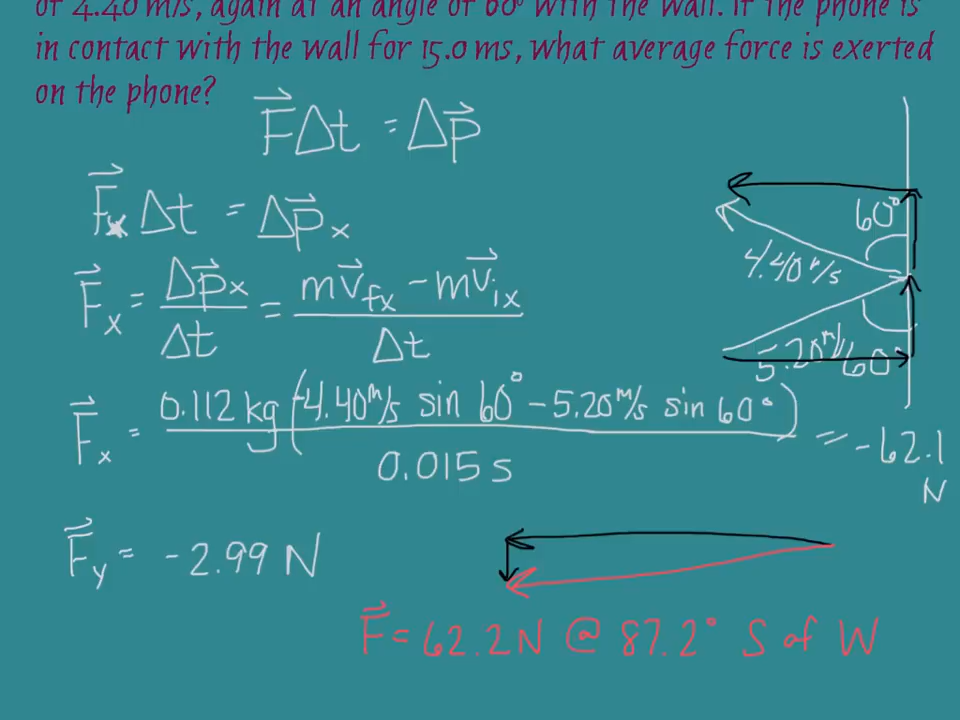 of 4.40 m/s, again at an angle of 60° with the wall. If the phone is
in contact with the wall for 15.0 ms, what average force is exerted
on the phone?
F⃗Δt = Δp⃗
F⃗x Δt = Δp⃗x
F⃗x = Δp⃗x / Δt = (mv⃗fx - mv⃗ix) / Δt
F⃗x = 0.112 kg (-4.40 m/s sin 60° - 5.20 m/s sin 60°) / 0.015 s = -62.1 N
60°
4.40 m/s
5.20 m/s
60°
F⃗y = -2.99 N
F⃗ = 62.2 N @ 87.2° S of W